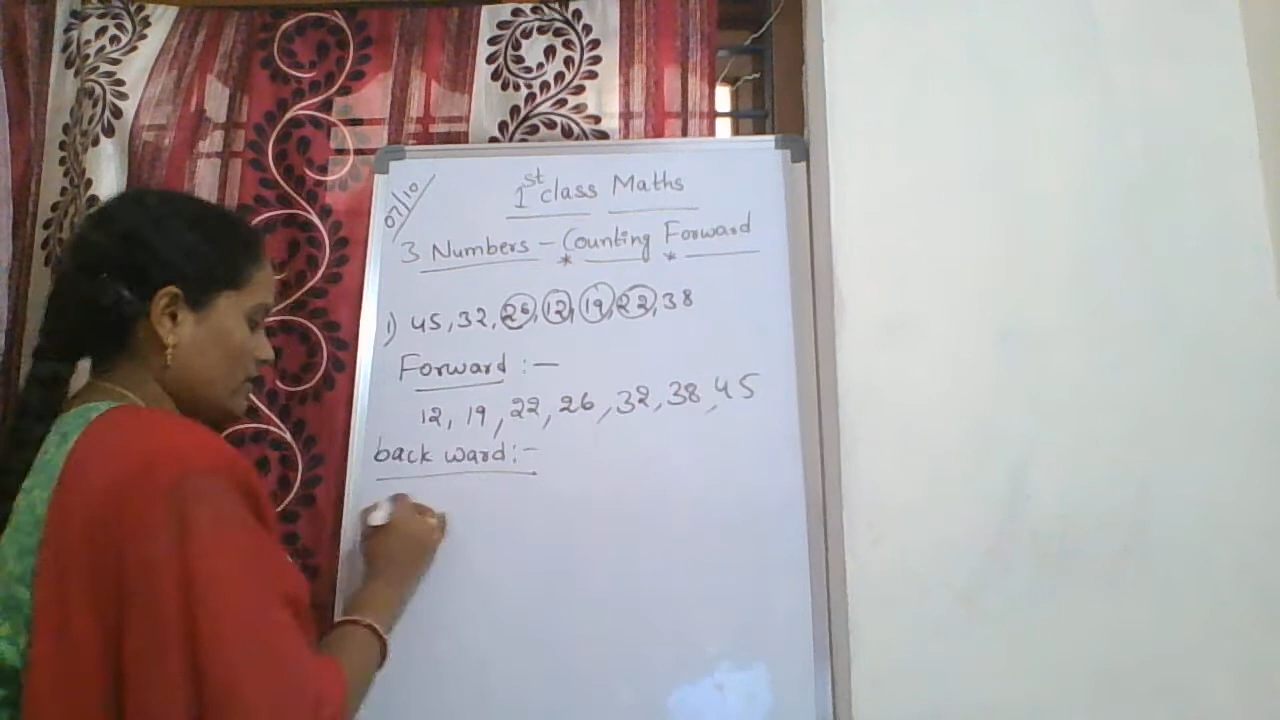 07/10
1st class Maths
3 Numbers - Counting Forward
* *
1) 45, 32, 26, 12, 19, 22, 38
Forward :-
12, 19, 22, 26, 32, 38, 45
back ward:-